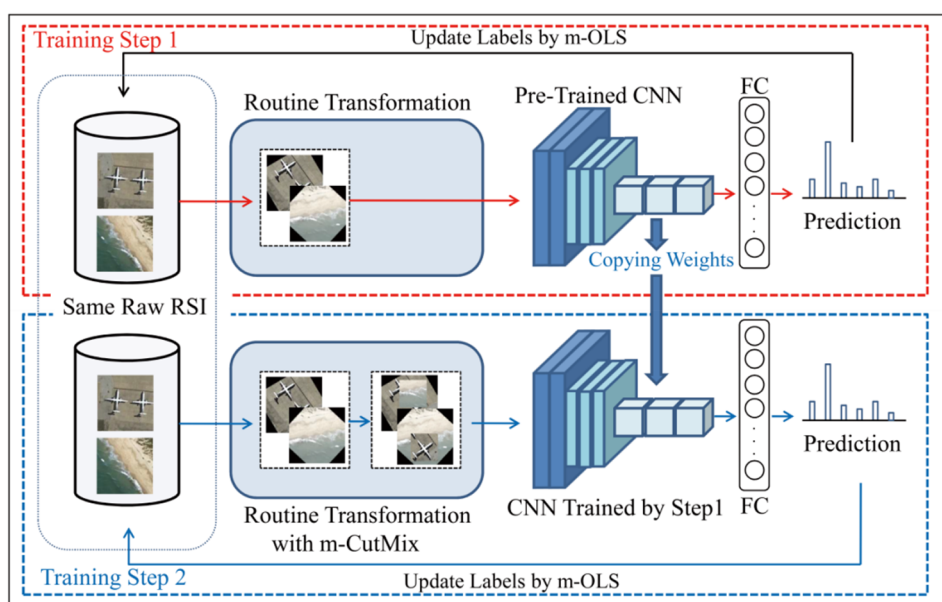 Training Step 1
Update Labels by m-OLS
Routine Transformation
Pre-Trained CNN
FC
Prediction
Copying Weights
Same Raw RSI
Prediction
Routine Transformation
with m-CutMix
CNN Trained by Step1
FC
Training Step 2
Update Labels by m-OLS